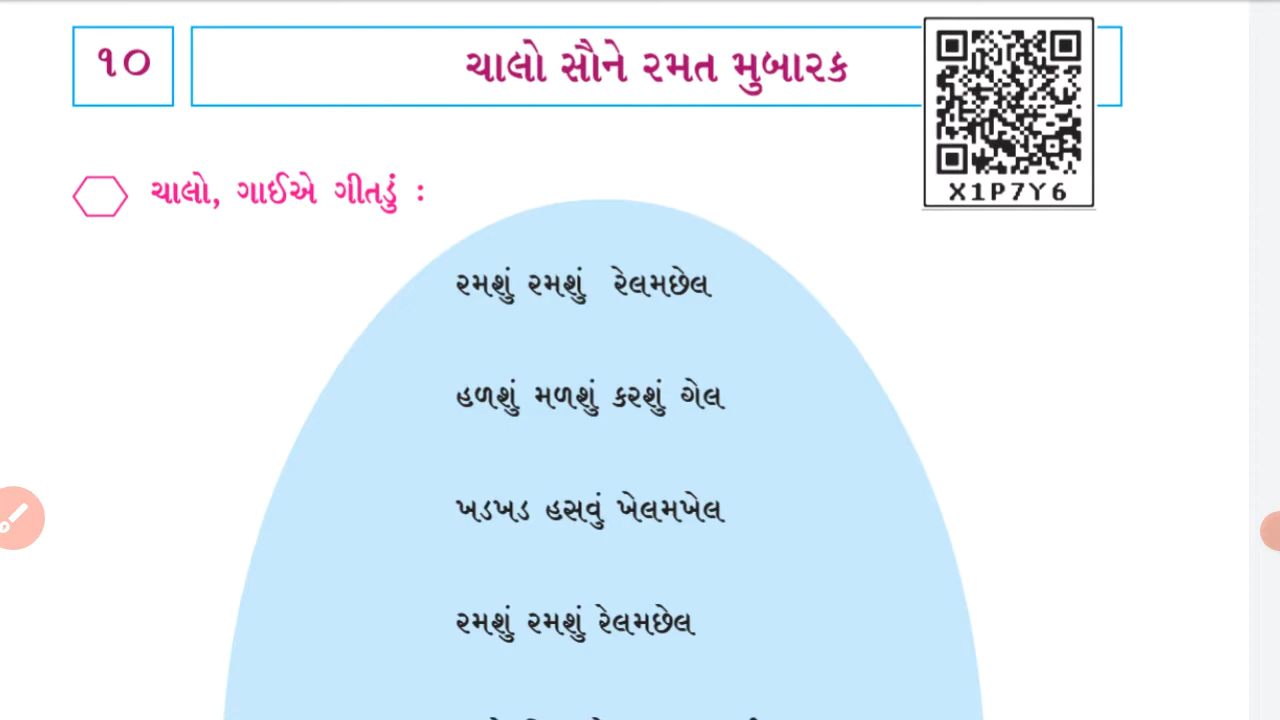 ૧૦
ચાલો સૌને રમત મુબારક
X1P7Y6
ચાલો, ગાઈએ ગીતડું :
રમશું રમશું રેલમછેલ
હળશું મળશું કરશું ગેલ
ખડખડ હસવું ખેલમખેલ
રમશું રમશું રેલમછેલ